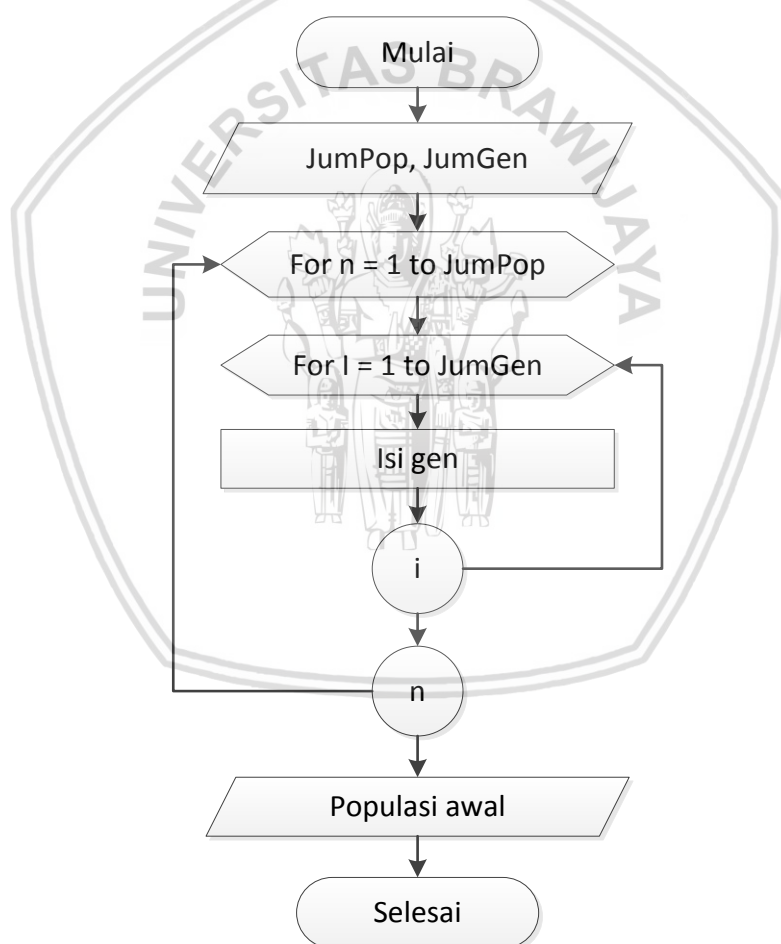 UNIVERSITAS BRAWIJAYA
Mulai
JumPop, JumGen
For n = 1 to JumPop
For I = 1 to JumGen
Isi gen
i
n
Populasi awal
Selesai